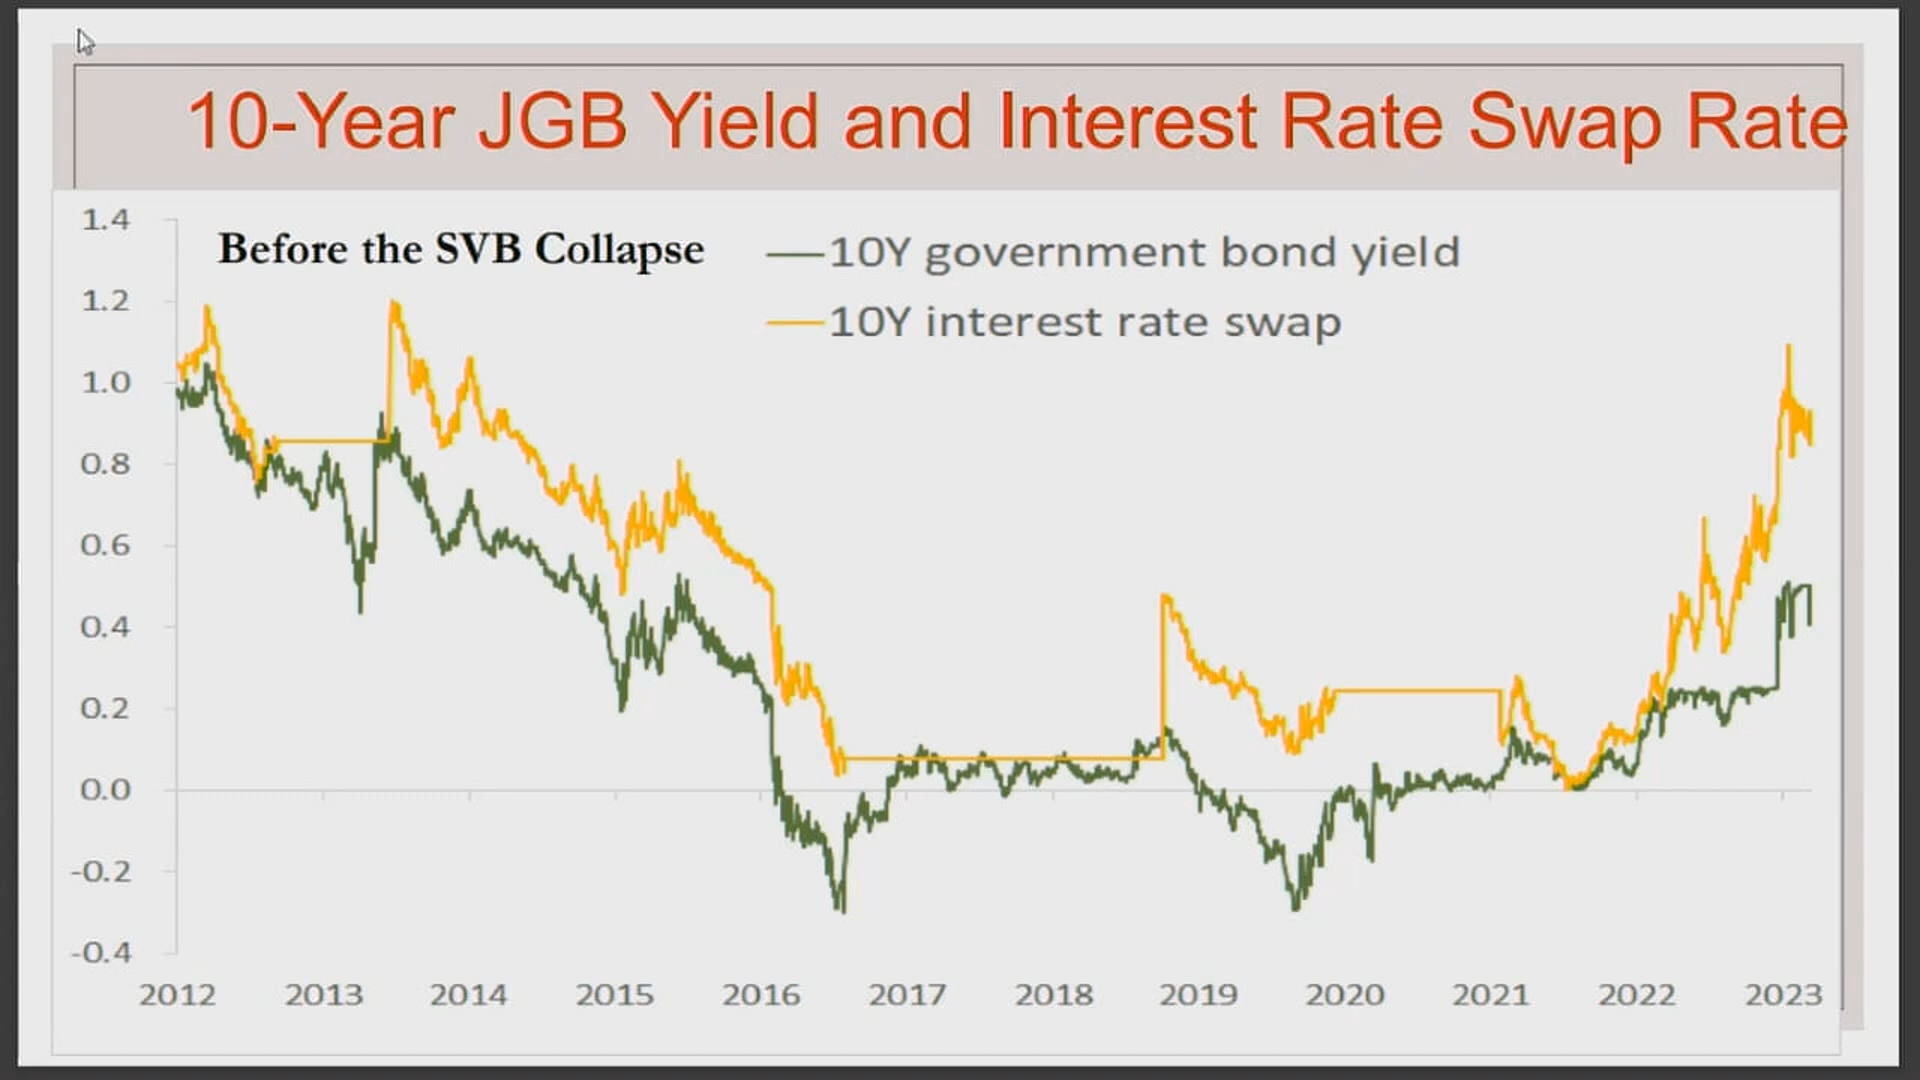 10-Year JGB Yield and Interest Rate Swap Rate
Before the SVB Collapse
10Y government bond yield
10Y interest rate swap
1.4
1.2
1.0
0.8
0.6
0.4
0.2
0.0
-0.2
-0.4
2012 2013 2014 2015 2016 2017 2018 2019 2020 2021 2022 2023